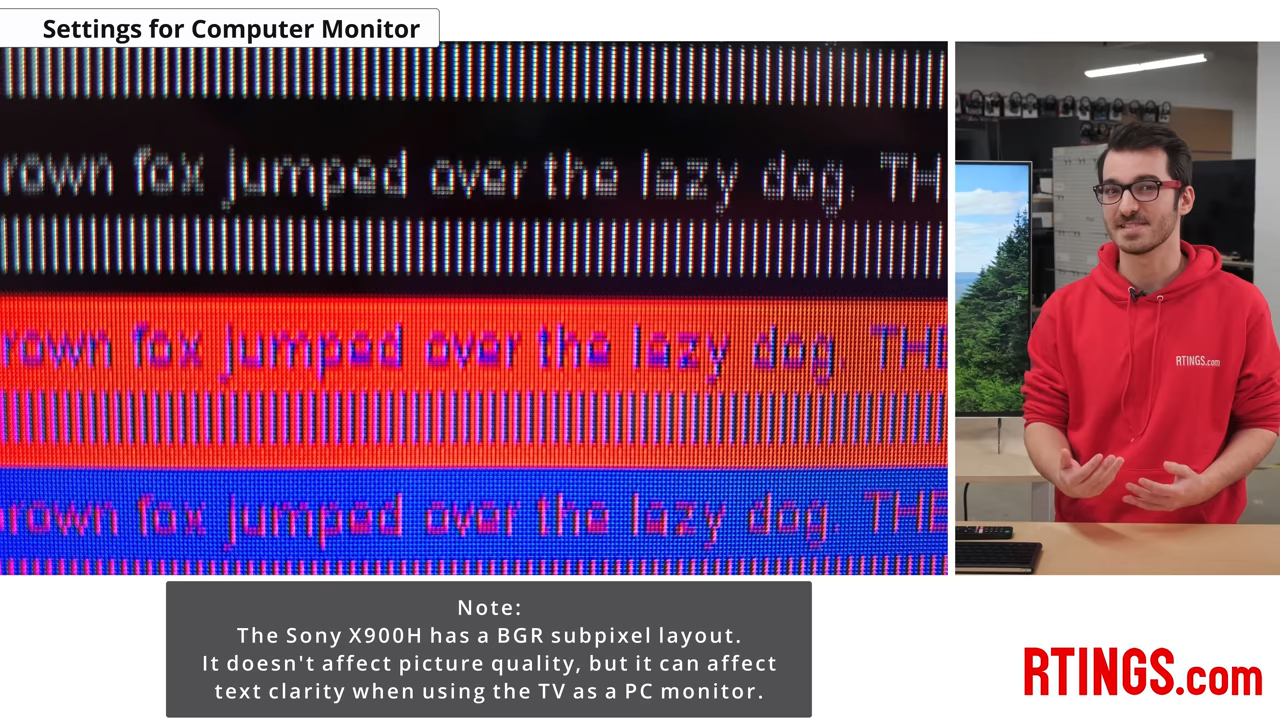 Settings for Computer Monitor
rown fox jumped over the lazy dog. TH
rown fox jumped over the lazy dog. THE
rown fox jumped over the lazy dog. THE
RTINGS.com
Note:
The Sony X900H has a BGR subpixel layout.
It doesn't affect picture quality, but it can affect
text clarity when using the TV as a PC monitor.
RTINGS.com